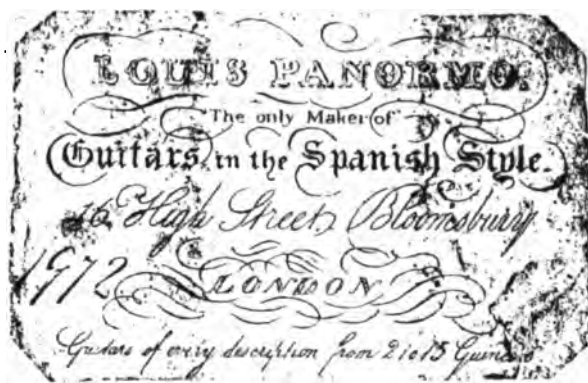 LOUIS PANORMO.
The only Maker of
Guitars, in the Spanish Style.
46 High Street, Bloomsbury
1972
LONDON
Guitars of every description from 2 to 15 Guineas